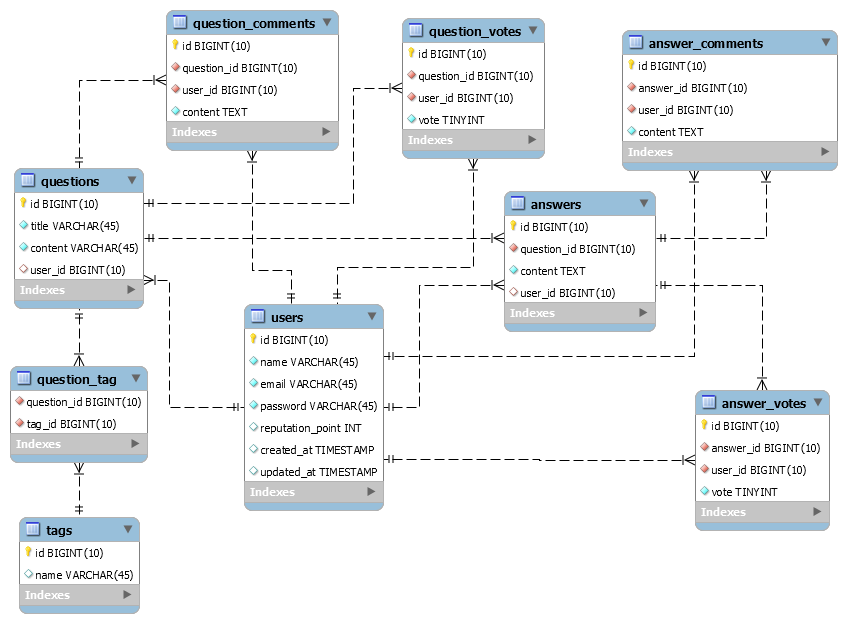 question_comments
id BIGINT(10)
question_id BIGINT(10)
user_id BIGINT(10)
content TEXT
Indexes
question_votes
id BIGINT(10)
question_id BIGINT(10)
user_id BIGINT(10)
vote TINYINT
Indexes
answer_comments
id BIGINT(10)
answer_id BIGINT(10)
user_id BIGINT(10)
content TEXT
Indexes
questions
id BIGINT(10)
title VARCHAR(45)
content VARCHAR(45)
user_id BIGINT(10)
Indexes
answers
id BIGINT(10)
question_id BIGINT(10)
content TEXT
user_id BIGINT(10)
Indexes
users
id BIGINT(10)
name VARCHAR(45)
email VARCHAR(45)
password VARCHAR(45)
reputation_point INT
created_at TIMESTAMP
updated_at TIMESTAMP
Indexes
question_tag
question_id BIGINT(10)
tag_id BIGINT(10)
Indexes
answer_votes
id BIGINT(10)
answer_id BIGINT(10)
user_id BIGINT(10)
vote TINYINT
Indexes
tags
id BIGINT(10)
name VARCHAR(45)
Indexes